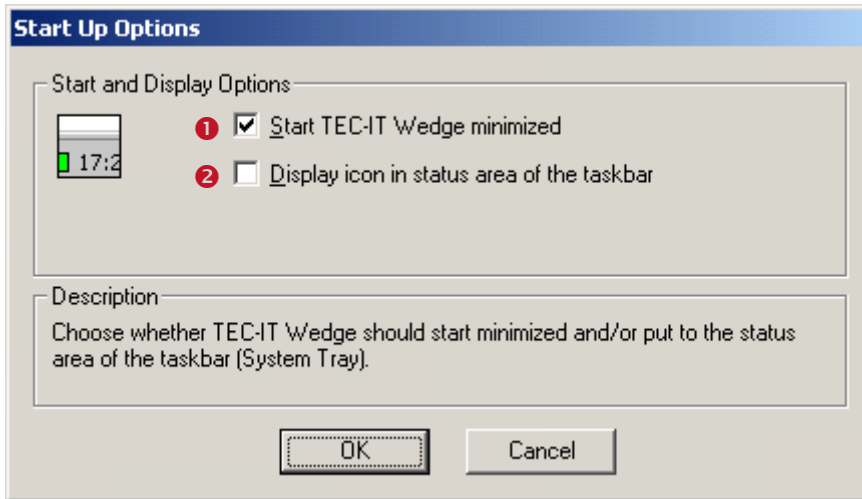 Start Up Options
Start and Display Options
17:2
1 Start TEC-IT Wedge minimized
2 Display icon in status area of the taskbar
Description
Choose whether TEC-IT Wedge should start minimized and/or put to the status
area of the taskbar (System Tray).
OK Cancel